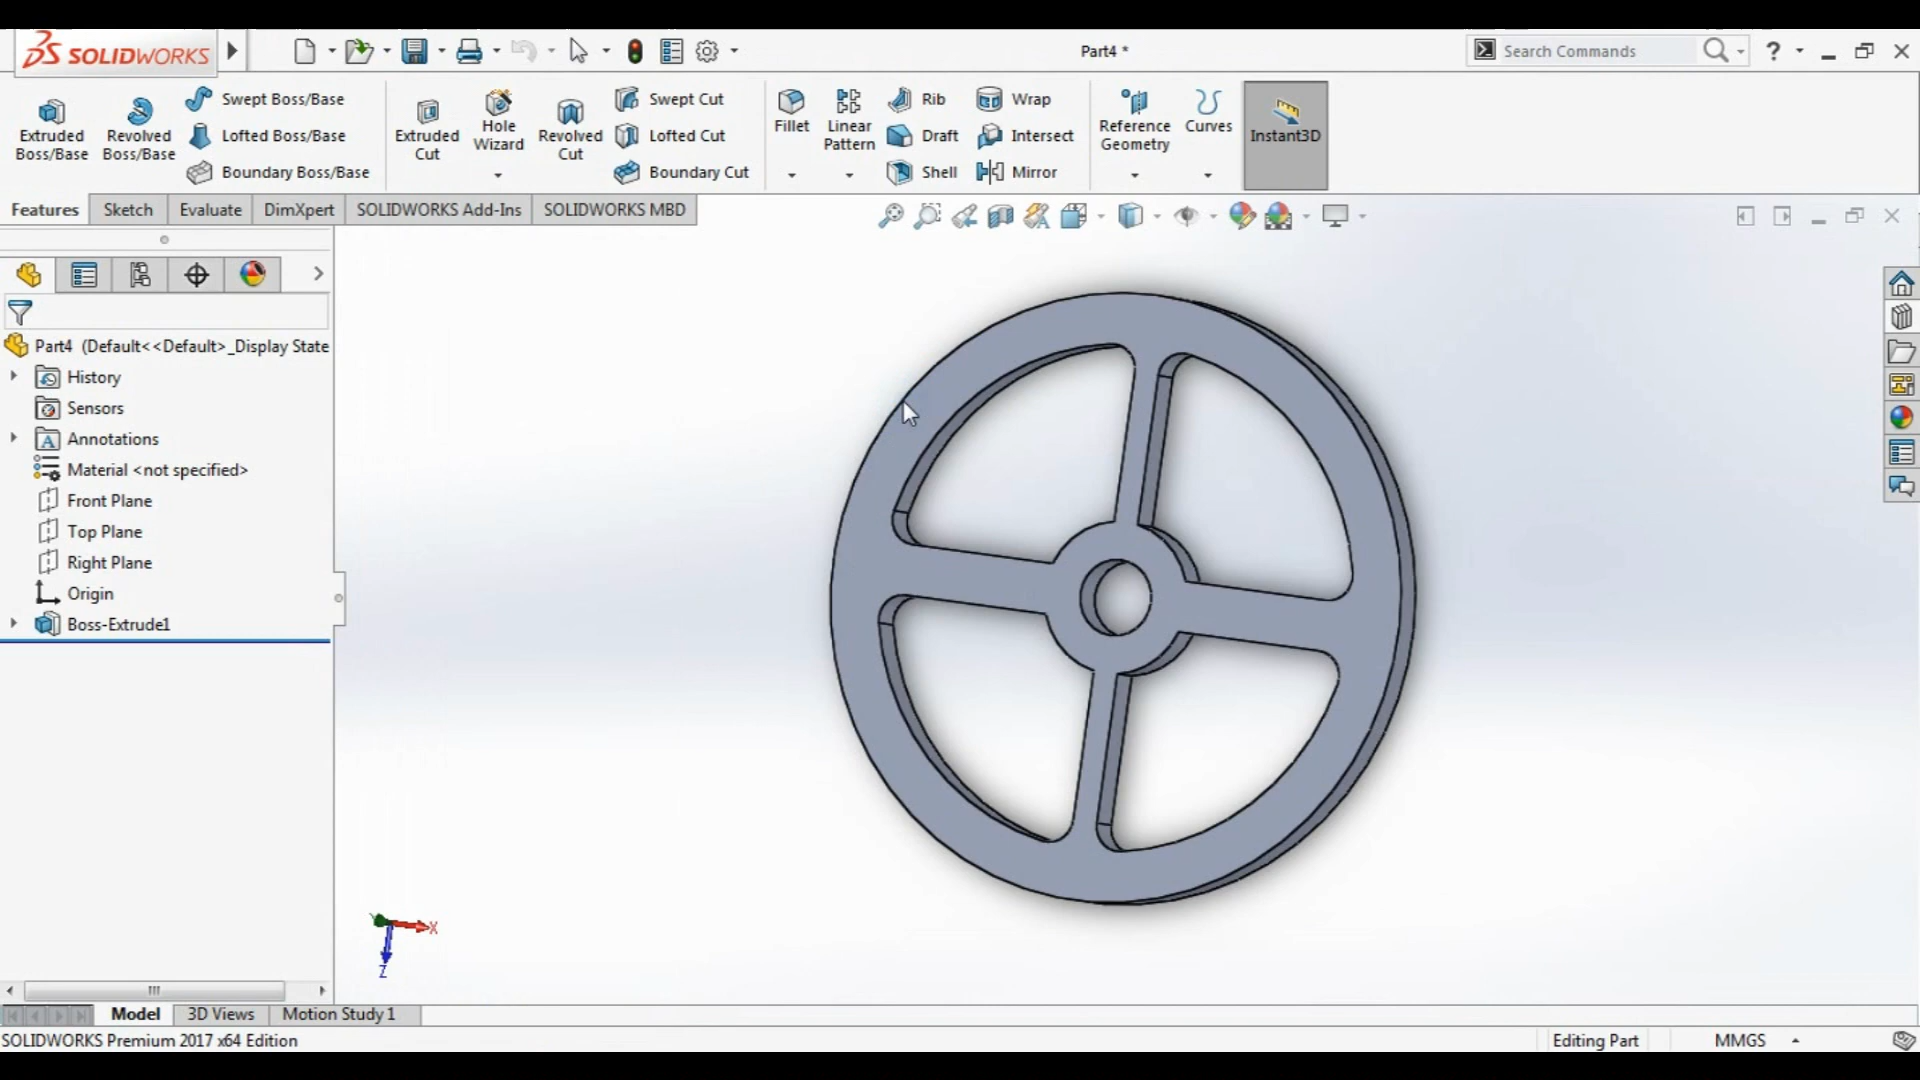 SOLIDWORKS
Part4 *
Search Commands
?
Extruded Boss/Base
Revolved Boss/Base
Swept Boss/Base
Lofted Boss/Base
Boundary Boss/Base
Extruded Cut
Hole Wizard
Revolved Cut
Swept Cut
Lofted Cut
Boundary Cut
Fillet
Linear Pattern
Rib
Draft
Shell
Wrap
Intersect
Mirror
Reference Geometry
Curves
Instant3D
Features
Sketch
Evaluate
DimXpert
SOLIDWORKS Add-Ins
SOLIDWORKS MBD
Part4 (Default<<Default>_Display State
History
Sensors
Annotations
Material <not specified>
Front Plane
Top Plane
Right Plane
Origin
Boss-Extrude1
X
Z
Model
3D Views
Motion Study 1
SOLIDWORKS Premium 2017 x64 Edition
Editing Part
MMGS